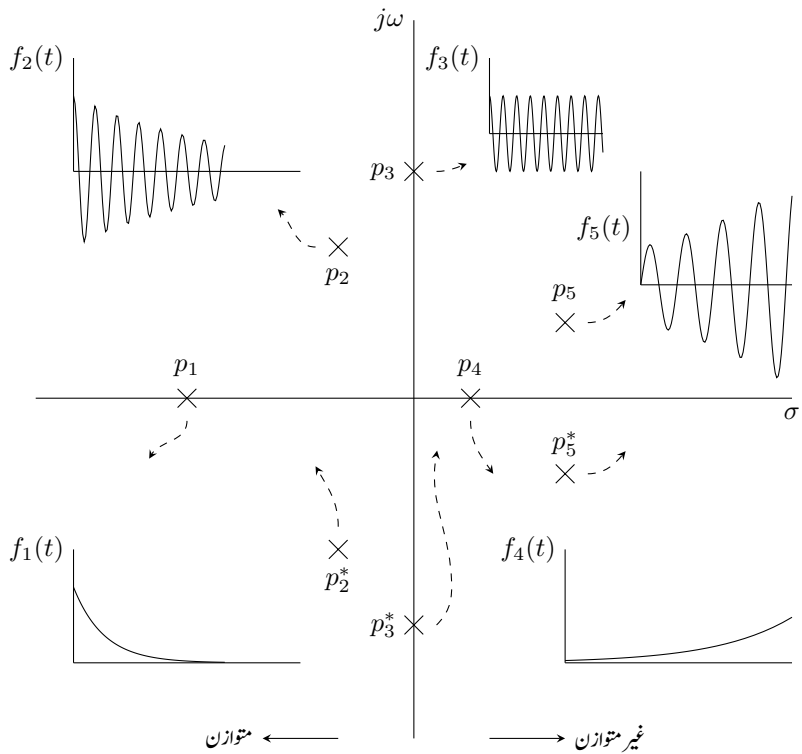 jω
f₂(t)
f₃(t)
p₃
f₅(t)
p₂
p₅
p₁
p₄
σ
p₅*
f₁(t)
f₄(t)
p₂*
p₃*
متوازن
غیر متوازن